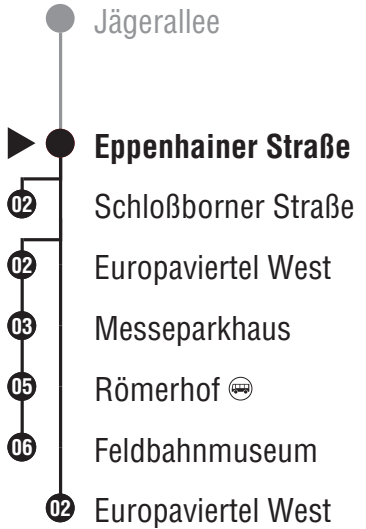 Jägerallee
Eppenhainer Straße
02 Schloßborner Straße
02 Europaviertel West
03 Messeparkhaus
05 Römerhof
06 Feldbahnmuseum
02 Europaviertel West